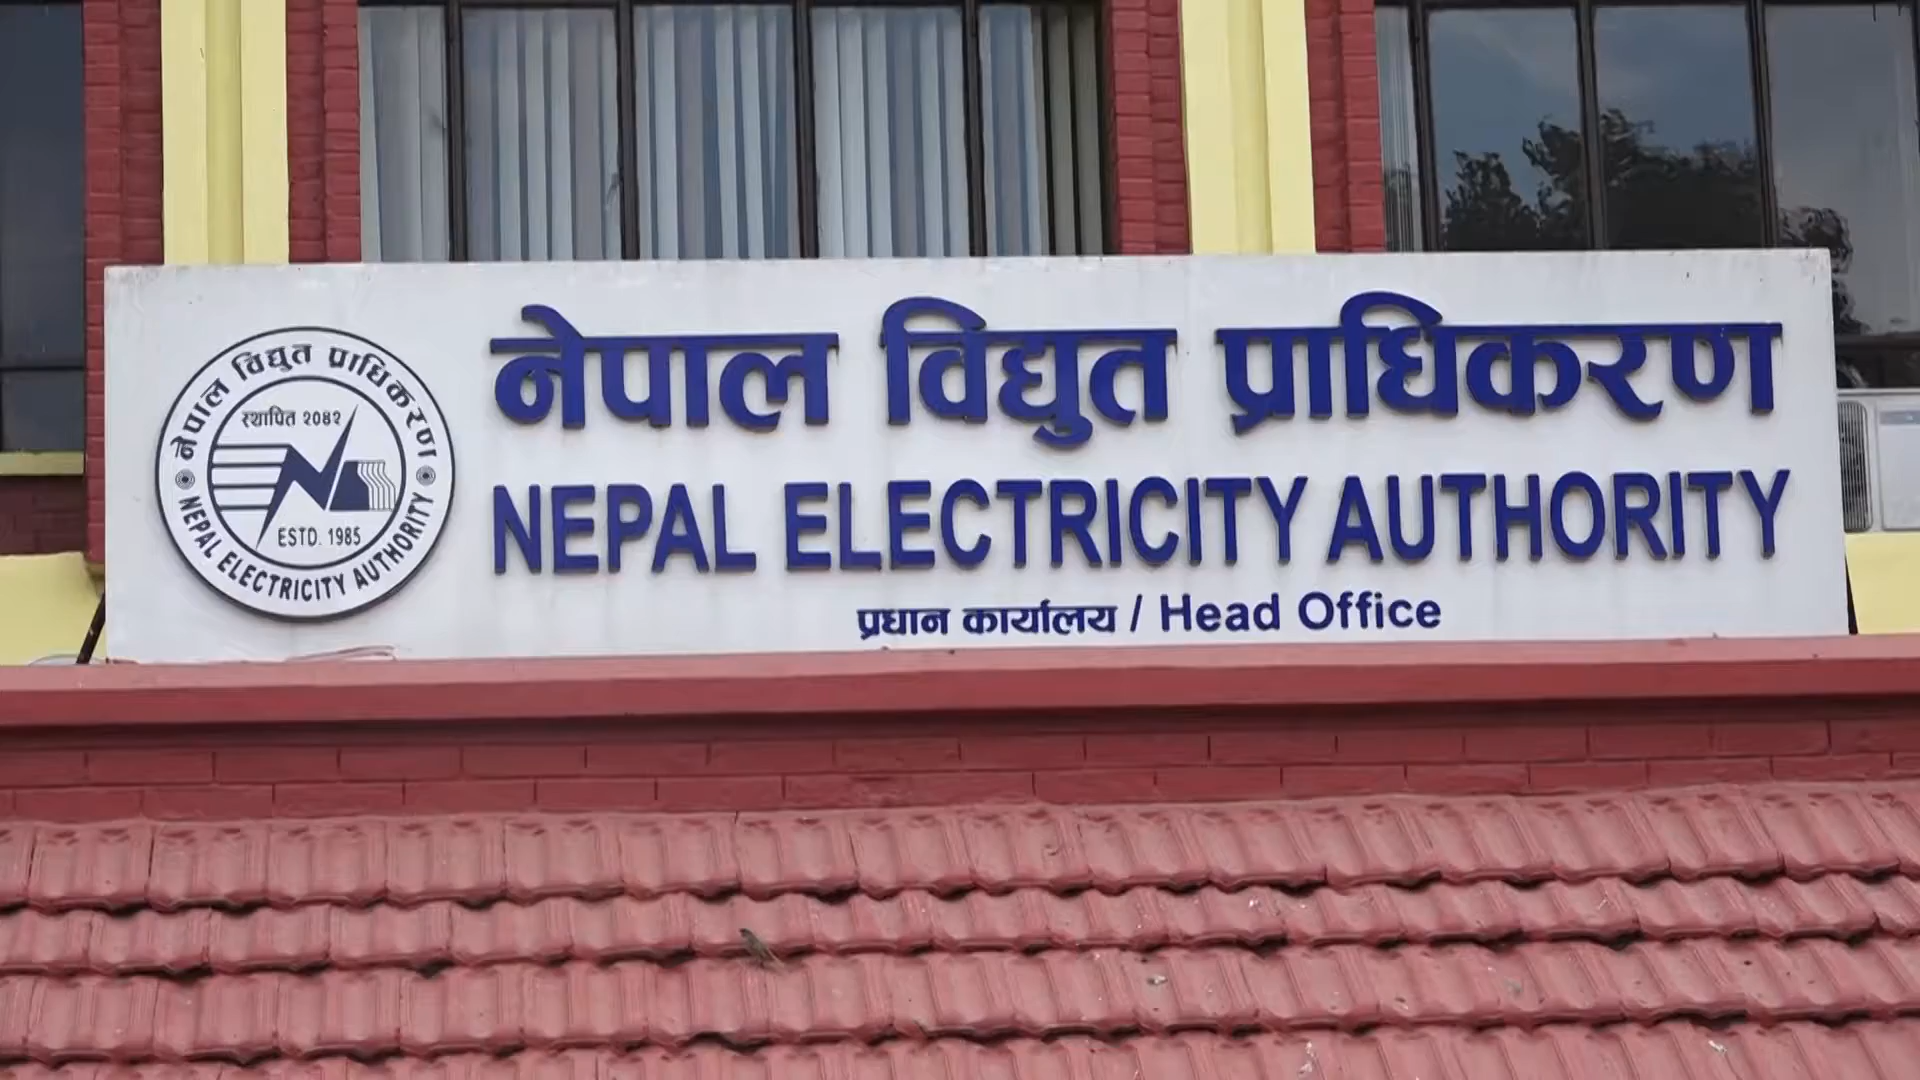 नेपाल विद्युत प्राधिकरण
स्थापित २०४२
ESTD. 1985
NEPAL ELECTRICITY AUTHORITY
नेपाल विद्युत प्राधिकरण
NEPAL ELECTRICITY AUTHORITY
प्रधान कार्यालय / Head Office